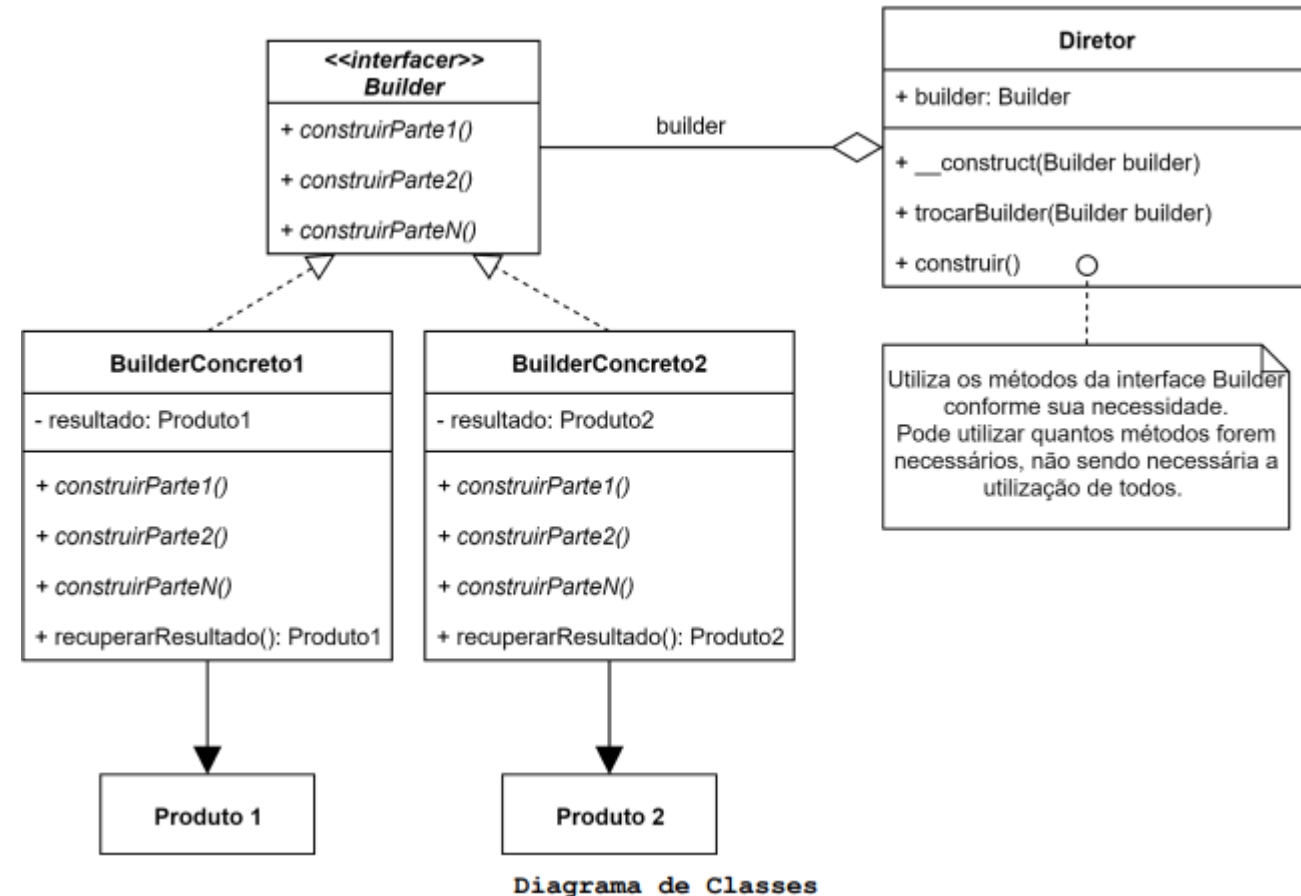 <<interfacer>>
Builder
+ construirParte1()
+ construirParte2()
+ construirParteN()
builder
Diretor
+ builder: Builder
+ __construct(Builder builder)
+ trocarBuilder(Builder builder)
+ construir()
Utiliza os métodos da interface Builder
conforme sua necessidade.
Pode utilizar quantos métodos forem
necessários, não sendo necessária a
utilização de todos.
BuilderConcreto1
- resultado: Produto1
+ construirParte1()
+ construirParte2()
+ construirParteN()
+ recuperarResultado(): Produto1
BuilderConcreto2
- resultado: Produto2
+ construirParte1()
+ construirParte2()
+ construirParteN()
+ recuperarResultado(): Produto2
Produto 1
Produto 2
Diagrama de Classes